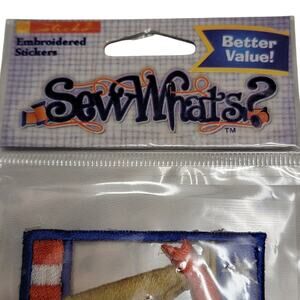 Embroidered
Stickers
Better
Value!
SewWhats?
TM